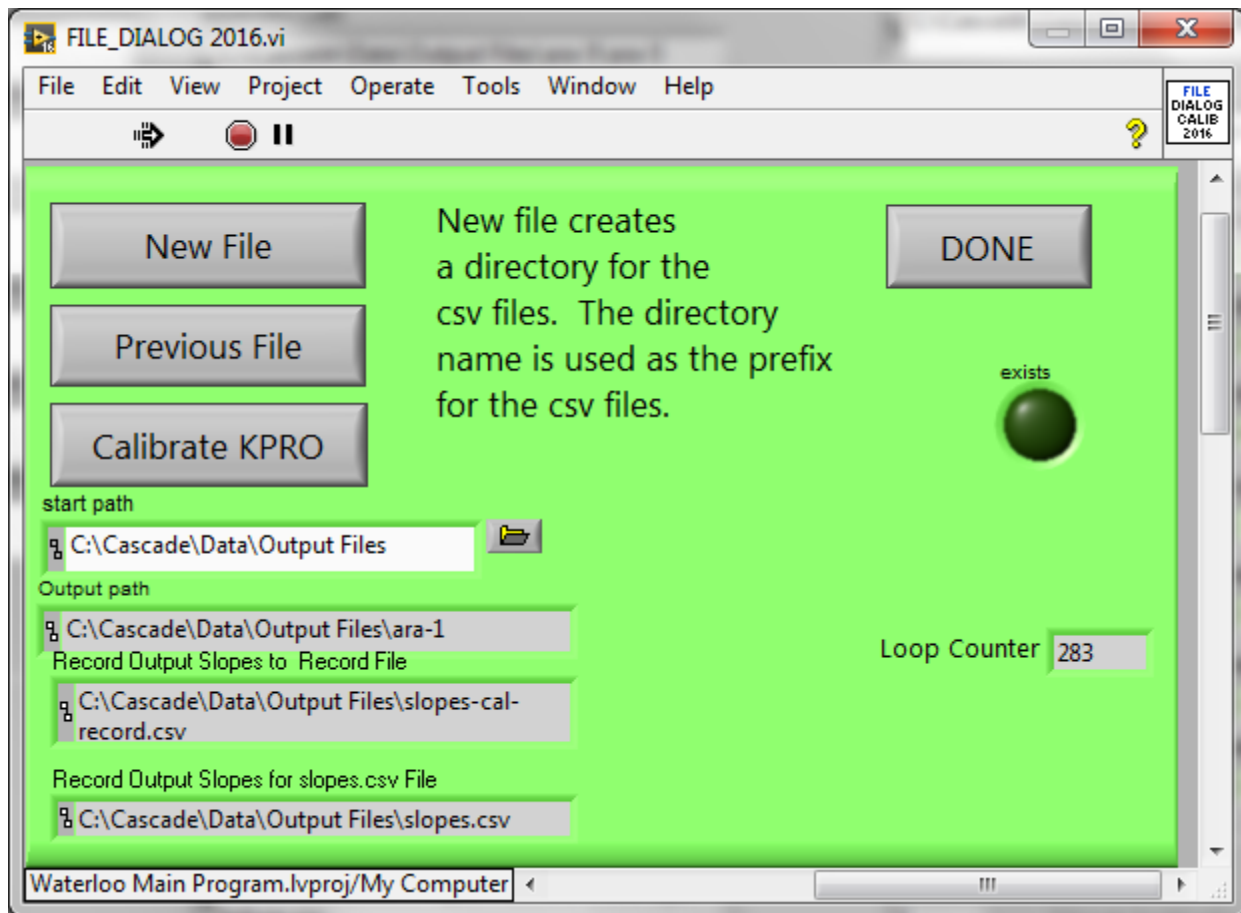 FILE_DIALOG 2016.vi
File Edit View Project Operate Tools Window Help
FILE
DIALOG
CALIB
2016
New File
Previous File
Calibrate KPRO
New file creates
a directory for the
csv files.  The directory
name is used as the prefix
for the csv files.
DONE
exists
start path
C:\Cascade\Data\Output Files
Output path
C:\Cascade\Data\Output Files\ara-1
Record Output Slopes to  Record File
C:\Cascade\Data\Output Files\slopes-cal-
record.csv
Record Output Slopes for slopes.csv File
C:\Cascade\Data\Output Files\slopes.csv
Loop Counter 283
Waterloo Main Program.lvproj/My Computer